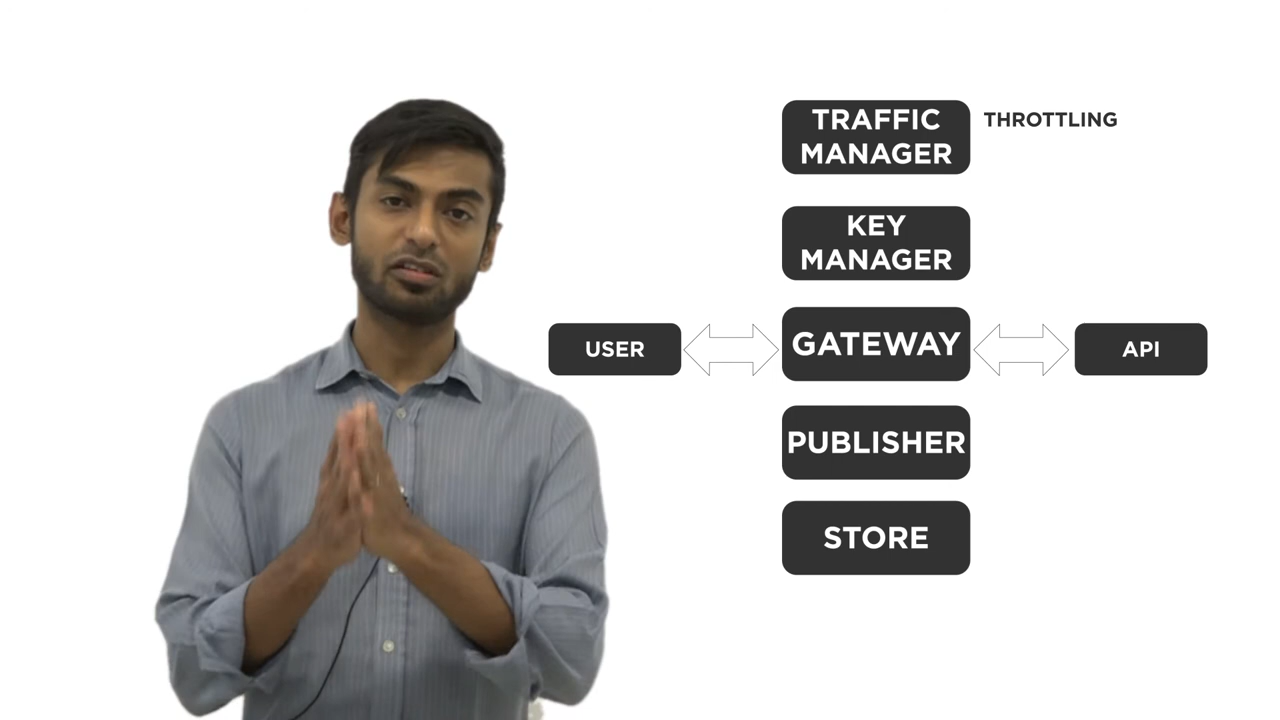 TRAFFIC
MANAGER
THROTTLING
KEY
MANAGER
USER
GATEWAY
API
PUBLISHER
STORE